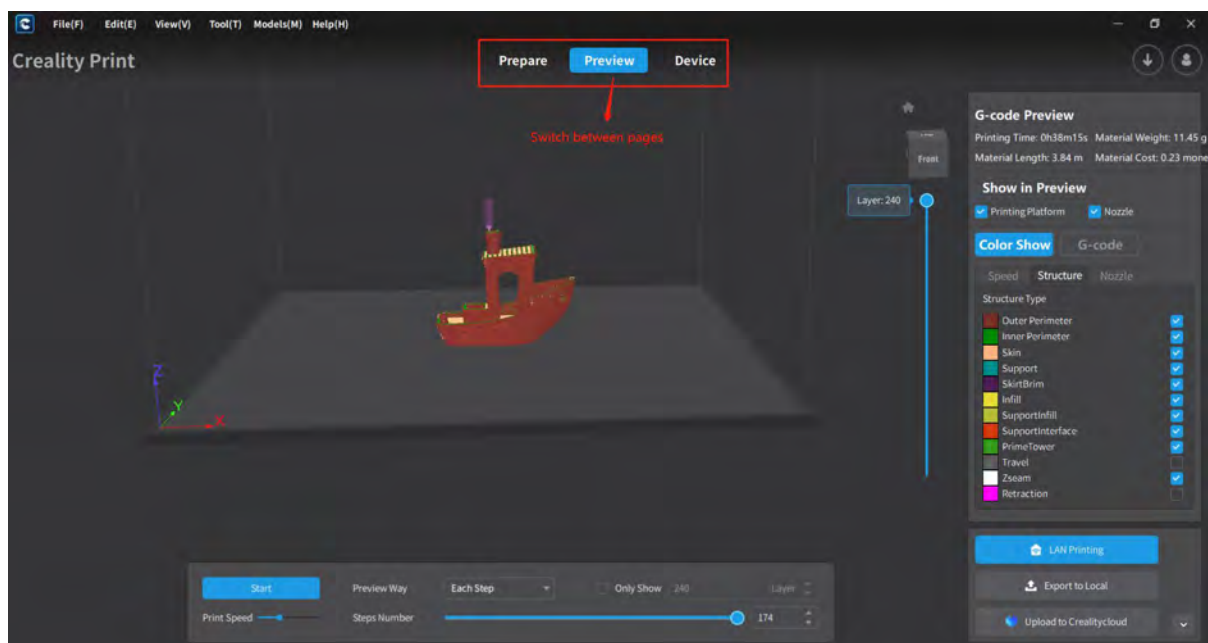 File(F) Edit(E) View(V) Tool(T) Models(M) Help(H)
Creality Print
Prepare Preview Device
Switch between pages
Front
Layer: 240
G-code Preview
Printing Time: 0h38m15s Material Weight: 11.45 g
Material Length: 3.84 m Material Cost: 0.23 mone
Show in Preview
Printing Platform Nozzle
Color Show G-code
Speed Structure Nozzle
Structure Type
Outer Perimeter
Inner Perimeter
Skin
Support
SkirtBrim
Infill
SupportInfill
SupportInterface
PrimeTower
Travel
Zseam
Retraction
Z
Y
X
Start Preview Way Each Step Only Show 240 Layer
Print Speed Steps Number 174
LAN Printing
Export to Local
Upload to Crealitycloud